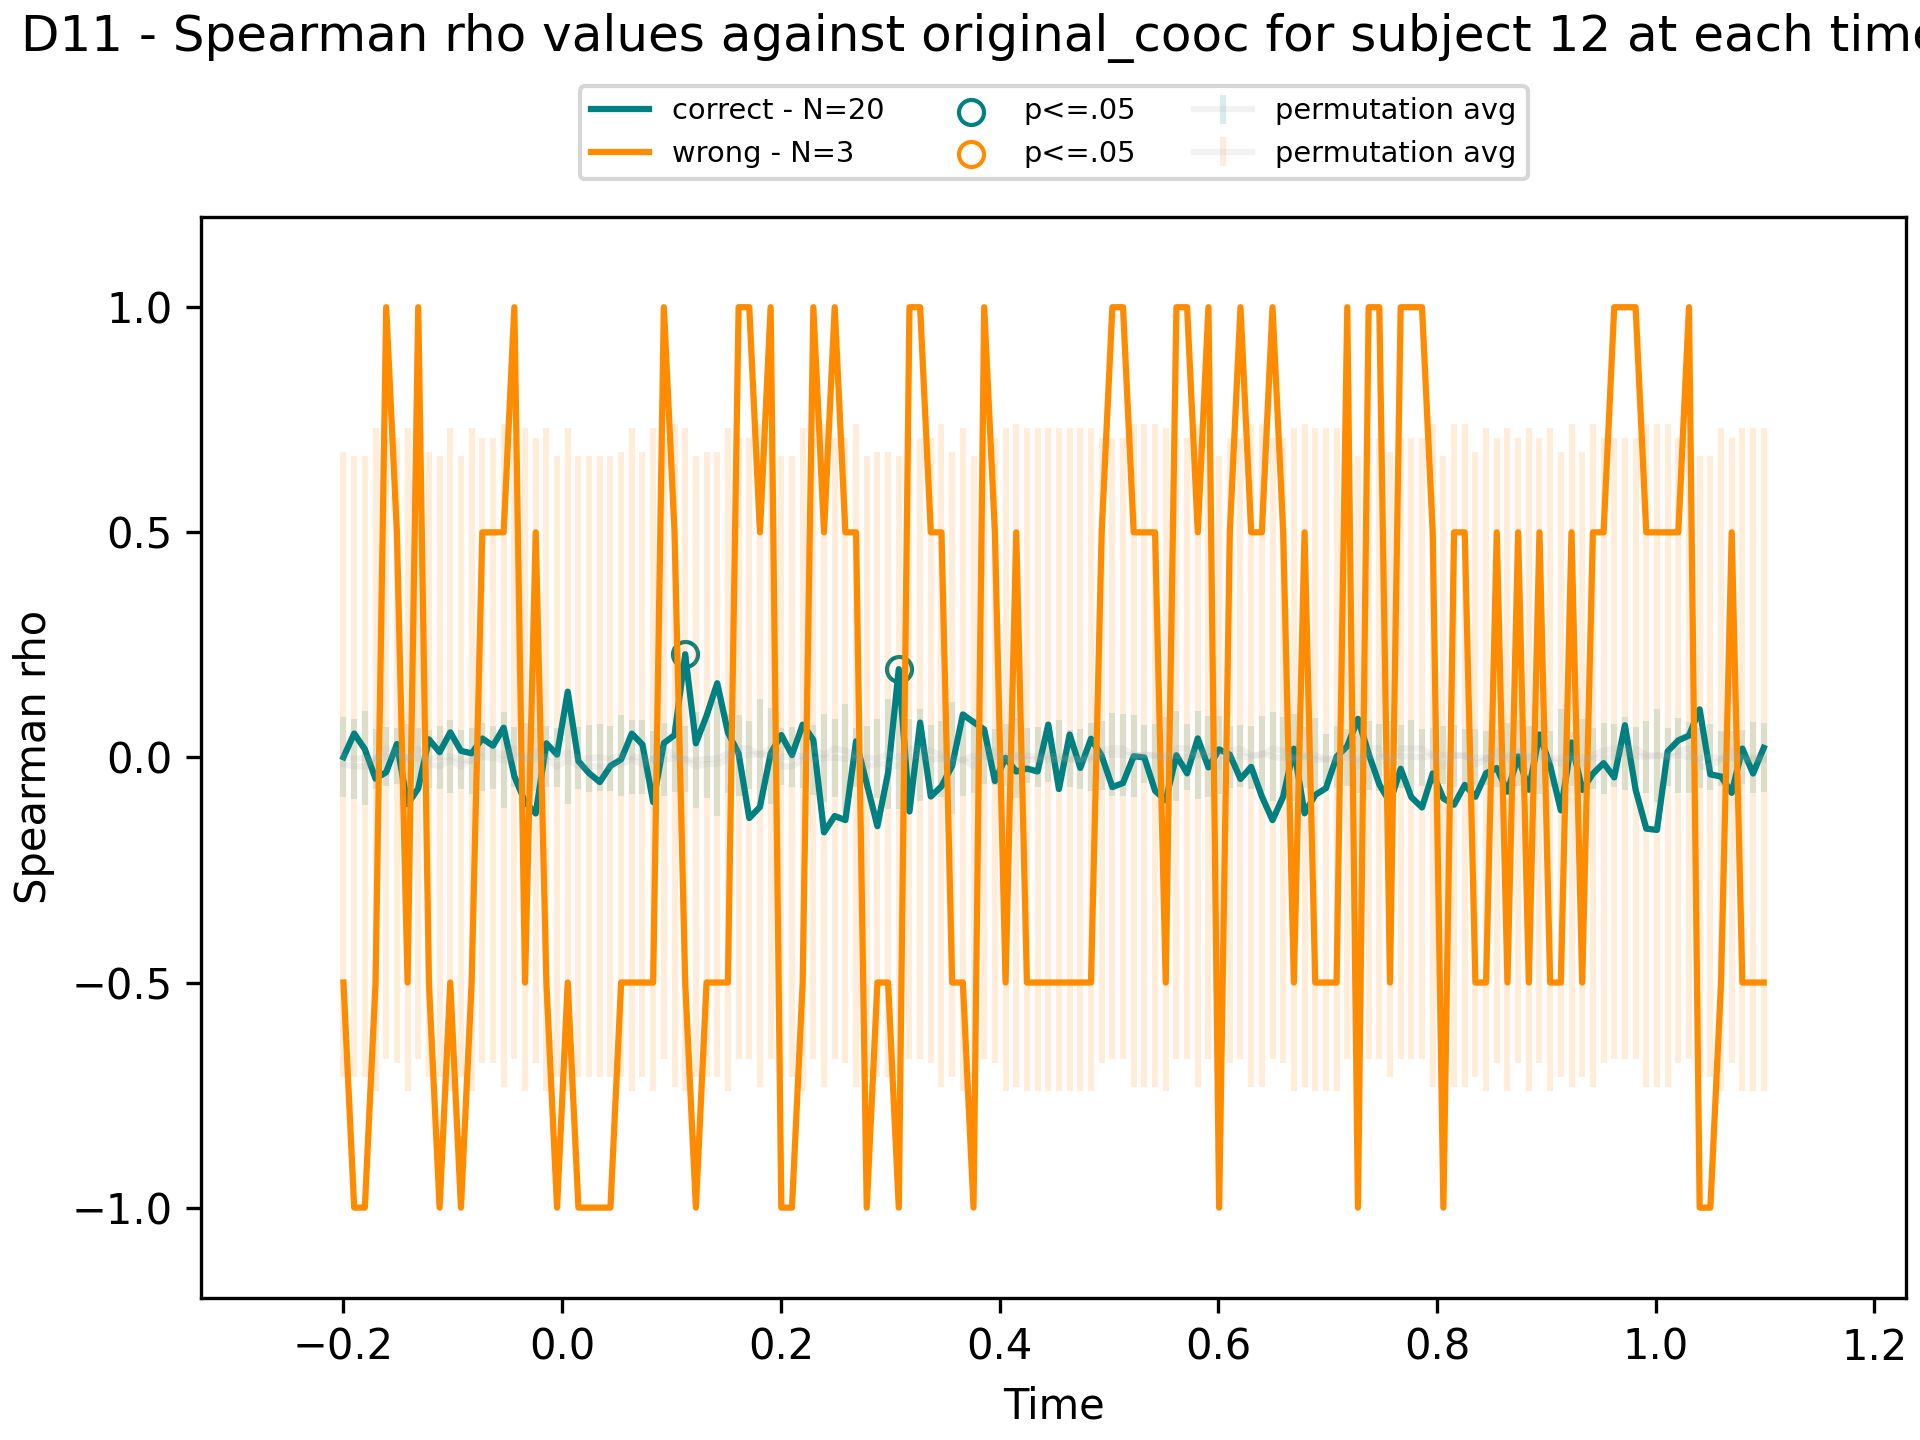 D11 - Spearman rho values against original_cooc for subject 12 at each time
correct - N=20 p<=.05 permutation avg
wrong - N=3 p<=.05 permutation avg
1.0
0.5
0.0
−0.5
−1.0
Spearman rho
−0.2 0.0 0.2 0.4 0.6 0.8 1.0 1.2
Time